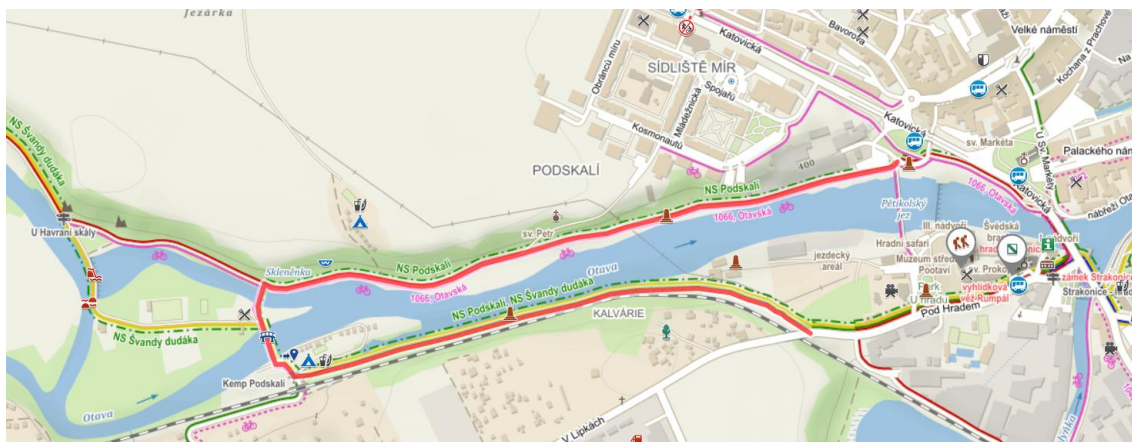 Jezárka
Katovická
Bavorova
Velké náměstí
Kochana z Prachové
Na
Obránců míru
SÍDLIŠTĚ MÍR
Spojařů
Mládežnická
Kosmonautů
Katovická
U Sv. Markéty
sv. Markéta
Palackého nám
400
NS Švandy dudáka
PODSKALÍ
NS Podskalí
1066, Otavská
1066, Otavská
Katovická
nábřeží Ota
Pětikolský
jez
U Havraní skály
sv. Petr
III. nádvoří
Švédská
Hradní safari
Muzeum středního
Pootaví
sv. Prokop
jezdecký
areál
Skleněnka
NS Podskalí
1066, Otavská
Otava
NS Podskalí, NS Švandy dudáka
KALVÁRIE
vyhlídková
věž Rumpál
zámek Strakonice
Park
U hradu
Pod Hradem
NS Švandy dudáka
Kemp Podskalí
Otava
V Lipkách